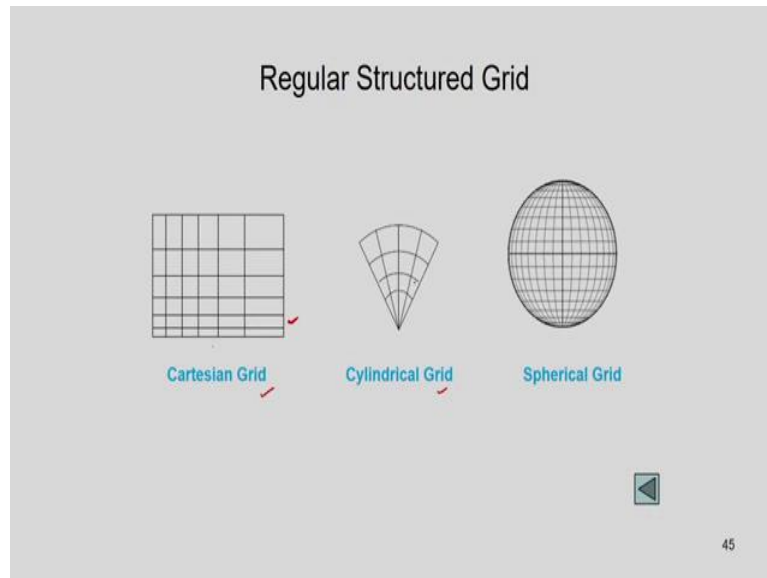 Regular Structured Grid
Cartesian Grid
Cylindrical Grid
Spherical Grid
45